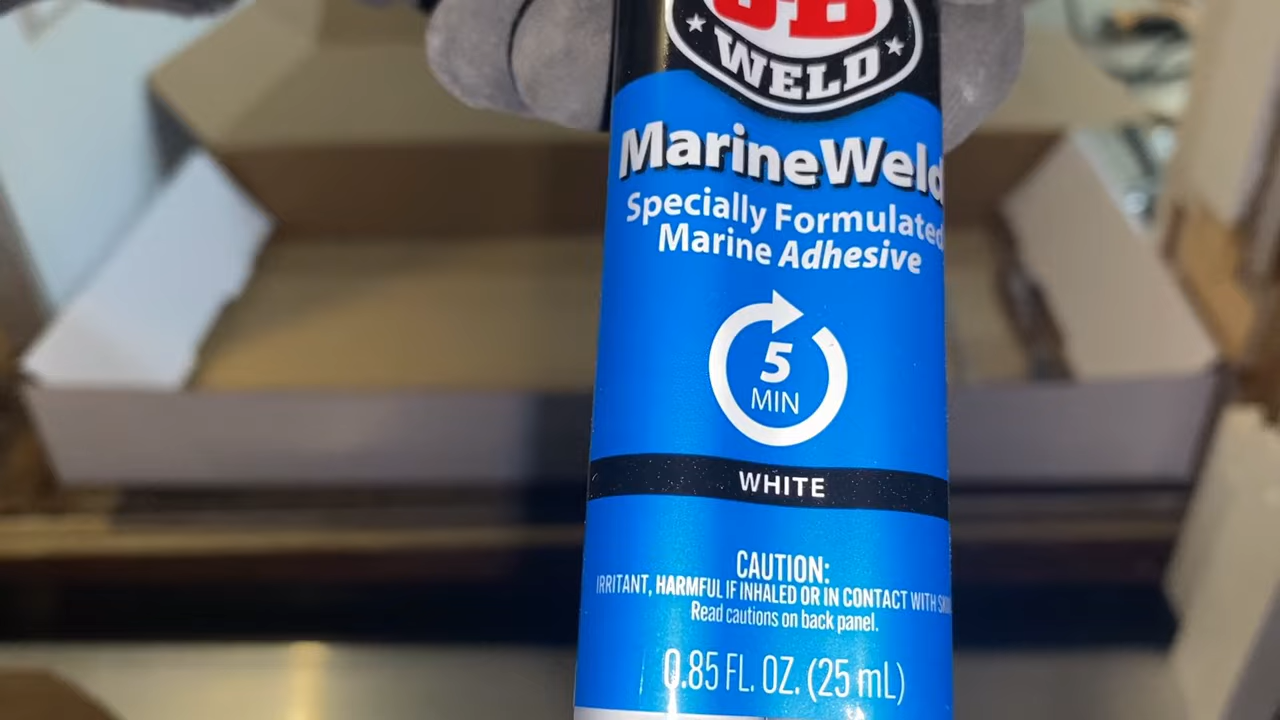 J-B
WELD
MarineWeld
Specially Formulated
Marine Adhesive
5
MIN
WHITE
CAUTION:
IRRITANT, HARMFUL IF INHALED OR IN CONTACT WITH SKIN
Read cautions on back panel.
0.85 FL. OZ. (25 mL)